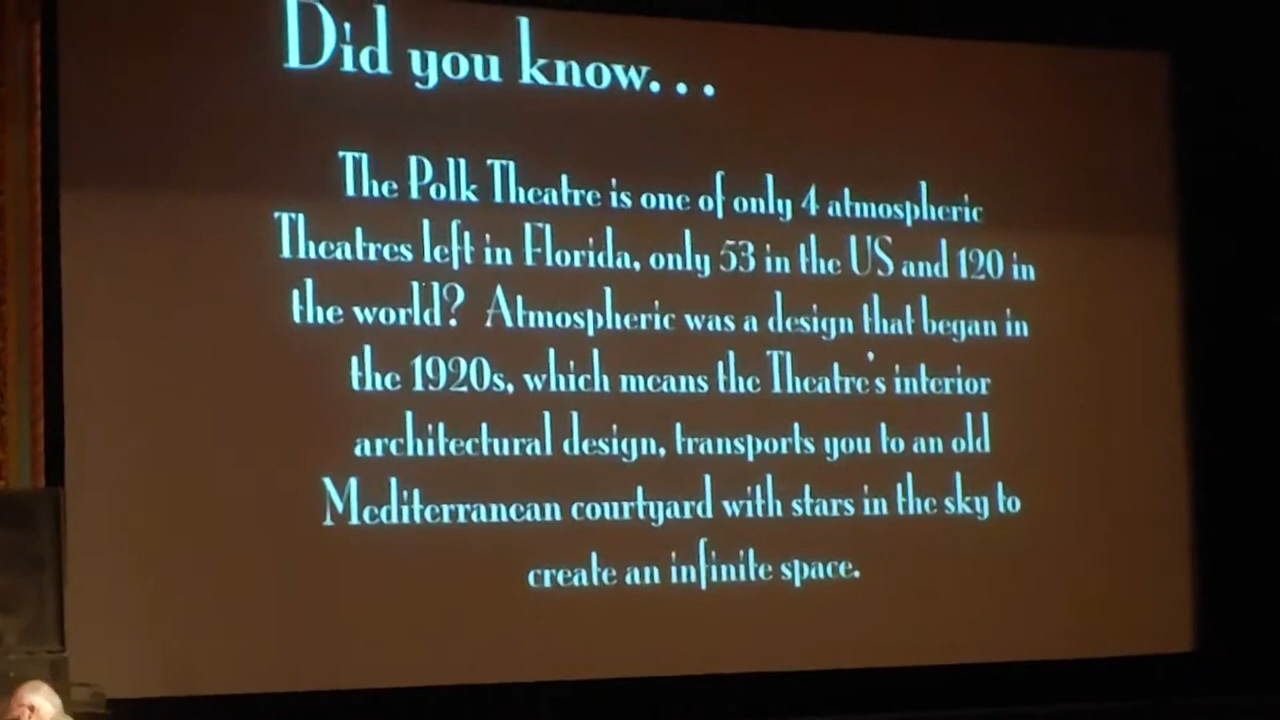 Did you know. . .
The Polk Theatre is one of only 4 atmospheric
Theatres left in Florida, only 53 in the US and 120 in
the world? Atmospheric was a design that began in
the 1920s, which means the Theatre's interior
architectural design, transports you to an old
Mediterranean courtyard with stars in the sky to
create an infinite space.